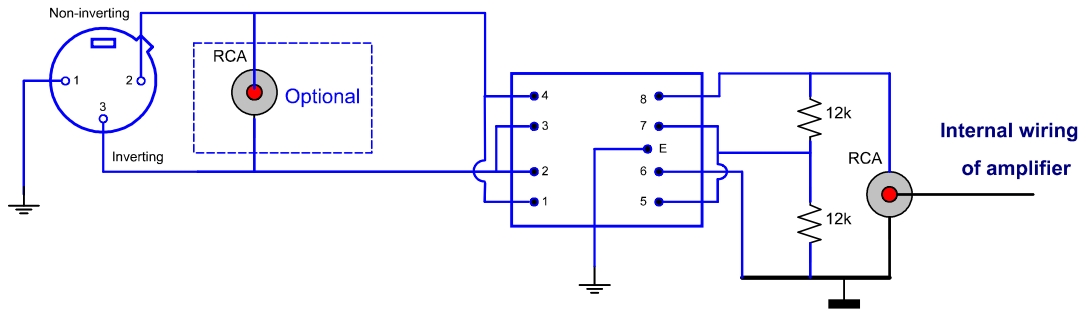 Non-inverting
1
2
3
Inverting
RCA
Optional
4
3
2
1
8
7
E
6
5
12k
12k
RCA
Internal wiring
of amplifier